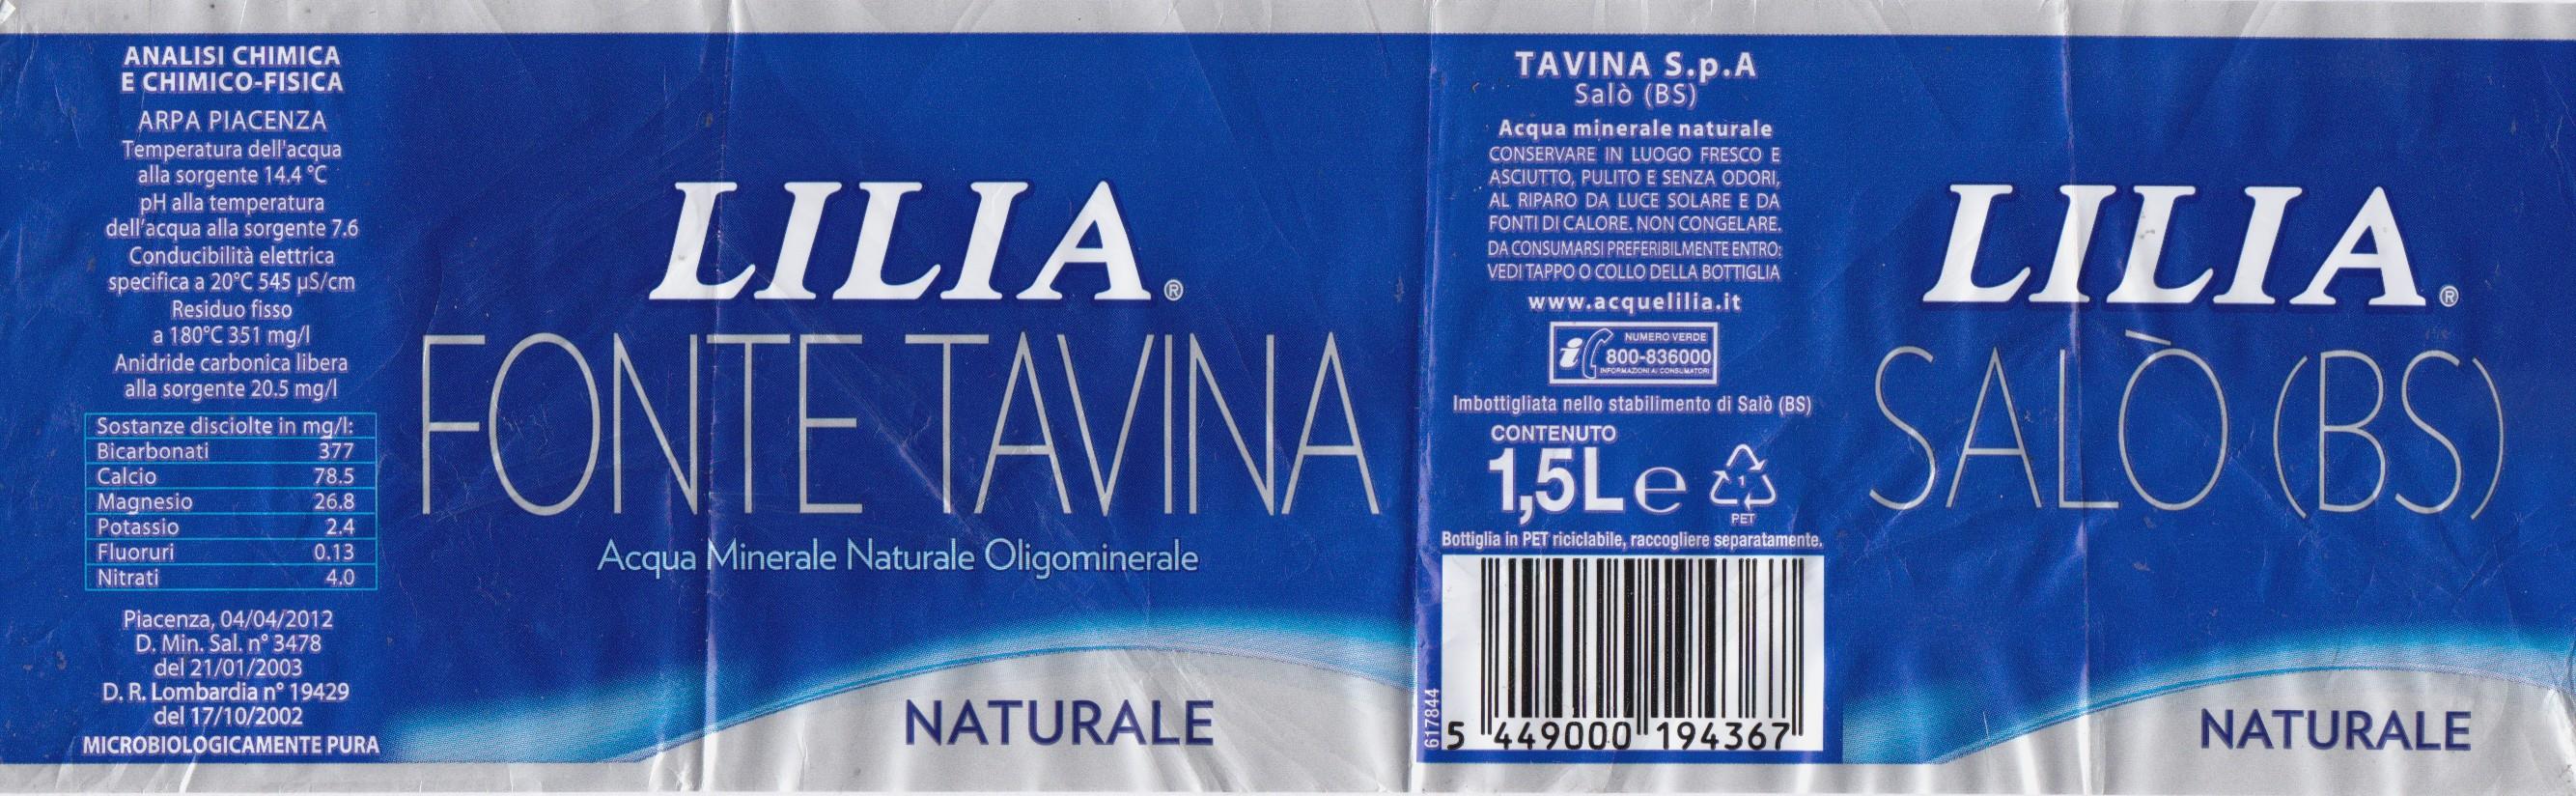 ANALISI CHIMICA
E CHIMICO-FISICA
ARPA PIACENZA
Temperatura dell'acqua
alla sorgente 14.4 °C
pH alla temperatura
dell'acqua alla sorgente 7.6
Conducibilità elettrica
specifica a 20°C 545 µS/cm
Residuo fisso
a 180°C 351 mg/l
Anidride carbonica libera
alla sorgente 20.5 mg/l
Sostanze disciolte in mg/l:
Bicarbonati 377
Calcio 78.5
Magnesio 26.8
Potassio 2.4
Fluoruri 0.13
Nitrati 4.0
Piacenza, 04/04/2012
D. Min. Sal. n° 3478
del 21/01/2003
D. R. Lombardia n° 19429
del 17/10/2002
MICROBIOLOGICAMENTE PURA
LILIA®
FONTE TAVINA
Acqua Minerale Naturale Oligominerale
NATURALE
TAVINA S.p.A
Salò (BS)
Acqua minerale naturale
CONSERVARE IN LUOGO FRESCO E
ASCIUTTO, PULITO E SENZA ODORI,
AL RIPARO DA LUCE SOLARE E DA
FONTI DI CALORE. NON CONGELARE.
DA CONSUMARSI PREFERIBILMENTE ENTRO:
VEDI TAPPO O COLLO DELLA BOTTIGLIA
www.acquelilia.it
NUMERO VERDE
800-836000
INFORMAZIONI AI CONSUMATORI
Imbottigliata nello stabilimento di Salò (BS)
CONTENUTO
1,5L e
1
PET
Bottiglia in PET riciclabile, raccogliere separatamente.
617844
5 449000 194367
LILIA®
SALÒ (BS)
NATURALE